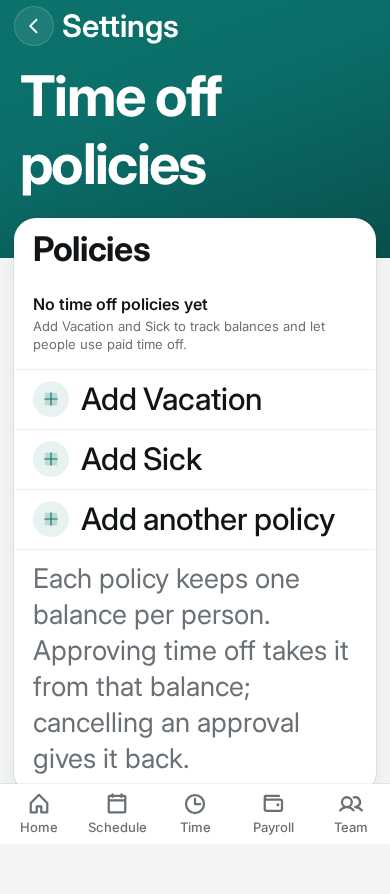 Settings
Time off
policies
Policies
No time off policies yet
Add Vacation and Sick to track balances and let
people use paid time off.
Add Vacation
Add Sick
Add another policy
Each policy keeps one
balance per person.
Approving time off takes it
from that balance;
cancelling an approval
gives it back.
Home Schedule Time Payroll Team